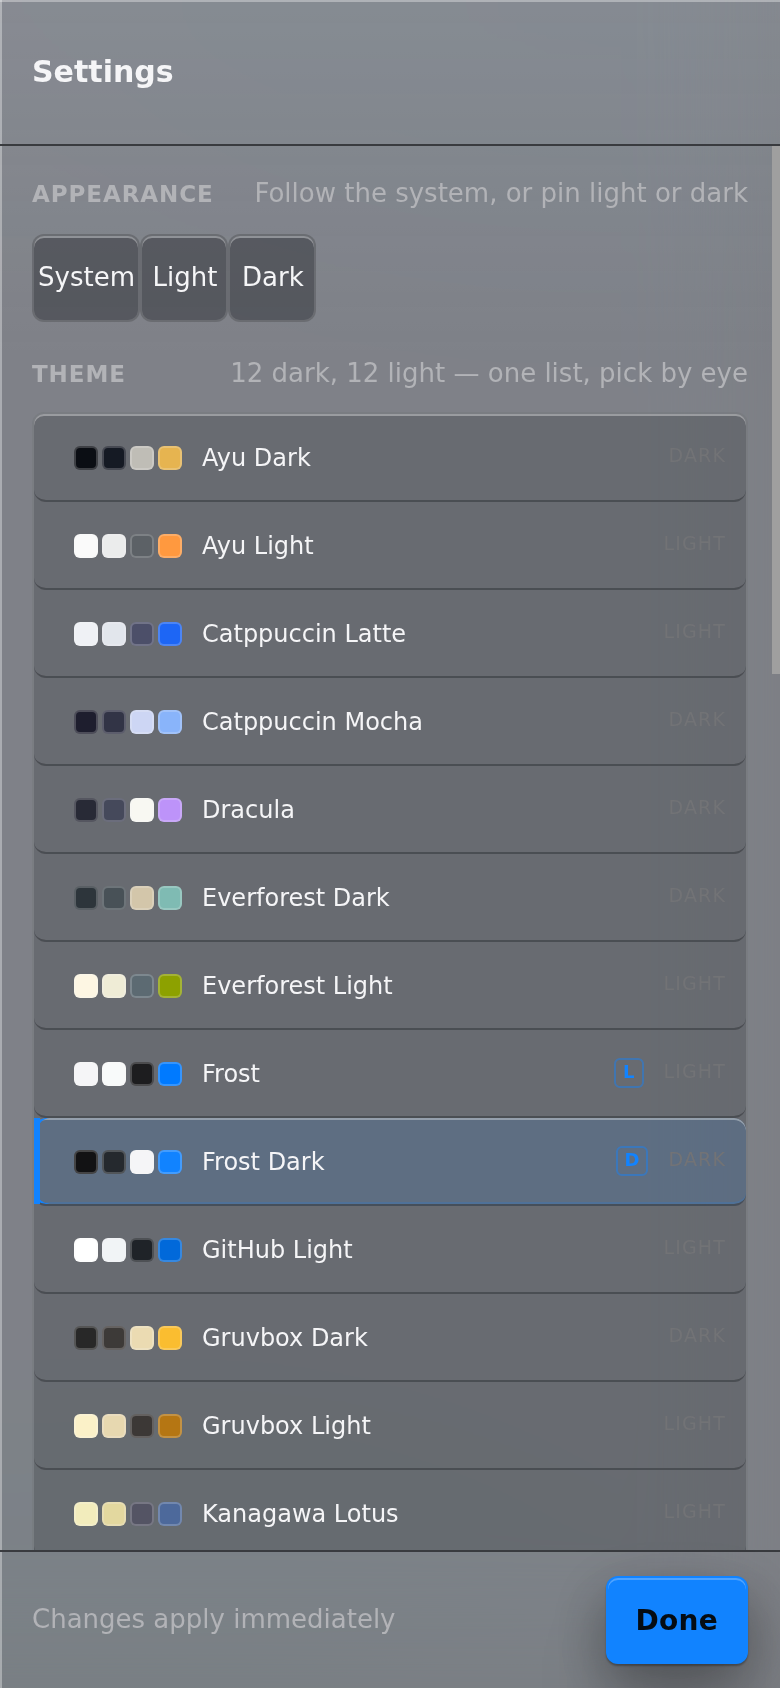 Settings
APPEARANCE Follow the system, or pin light or dark
System Light Dark
THEME 12 dark, 12 light — one list, pick by eye
Ayu Dark DARK
Ayu Light LIGHT
Catppuccin Latte LIGHT
Catppuccin Mocha DARK
Dracula DARK
Everforest Dark DARK
Everforest Light LIGHT
Frost L LIGHT
Frost Dark D DARK
GitHub Light LIGHT
Gruvbox Dark DARK
Gruvbox Light LIGHT
Kanagawa Lotus LIGHT
Changes apply immediately Done